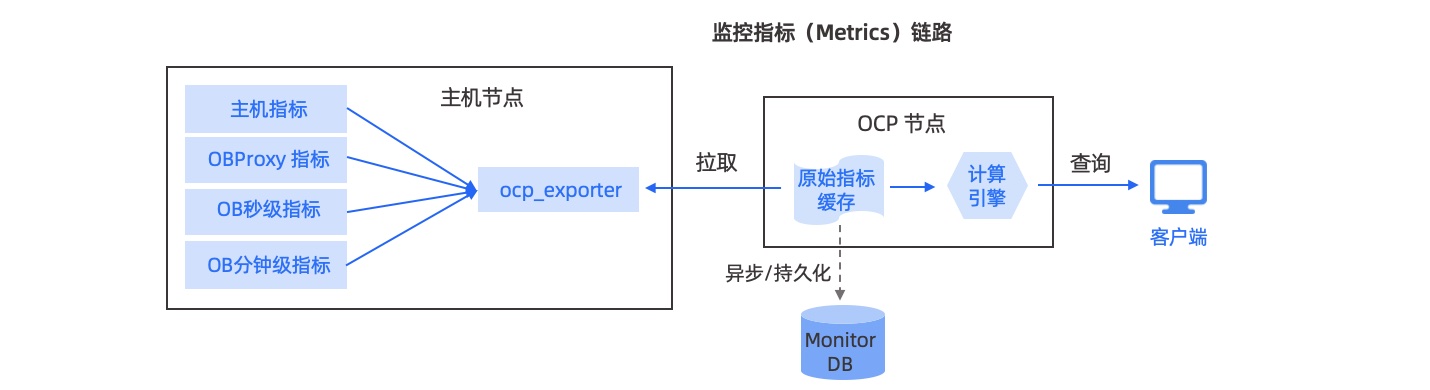 监控指标（Metrics）链路
主机节点
主机指标
OBProxy 指标
OB秒级指标
OB分钟级指标
ocp_exporter
拉取
OCP 节点
原始指标
缓存
计算
引擎
查询
客户端
异步/持久化
Monitor
DB